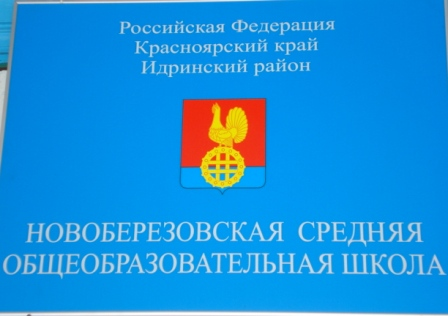 Российская Федерация
Красноярский край
Идринский район
НОВОБЕРЕЗОВСКАЯ СРЕДНЯЯ
ОБЩЕОБРАЗОВАТЕЛЬНАЯ ШКОЛА